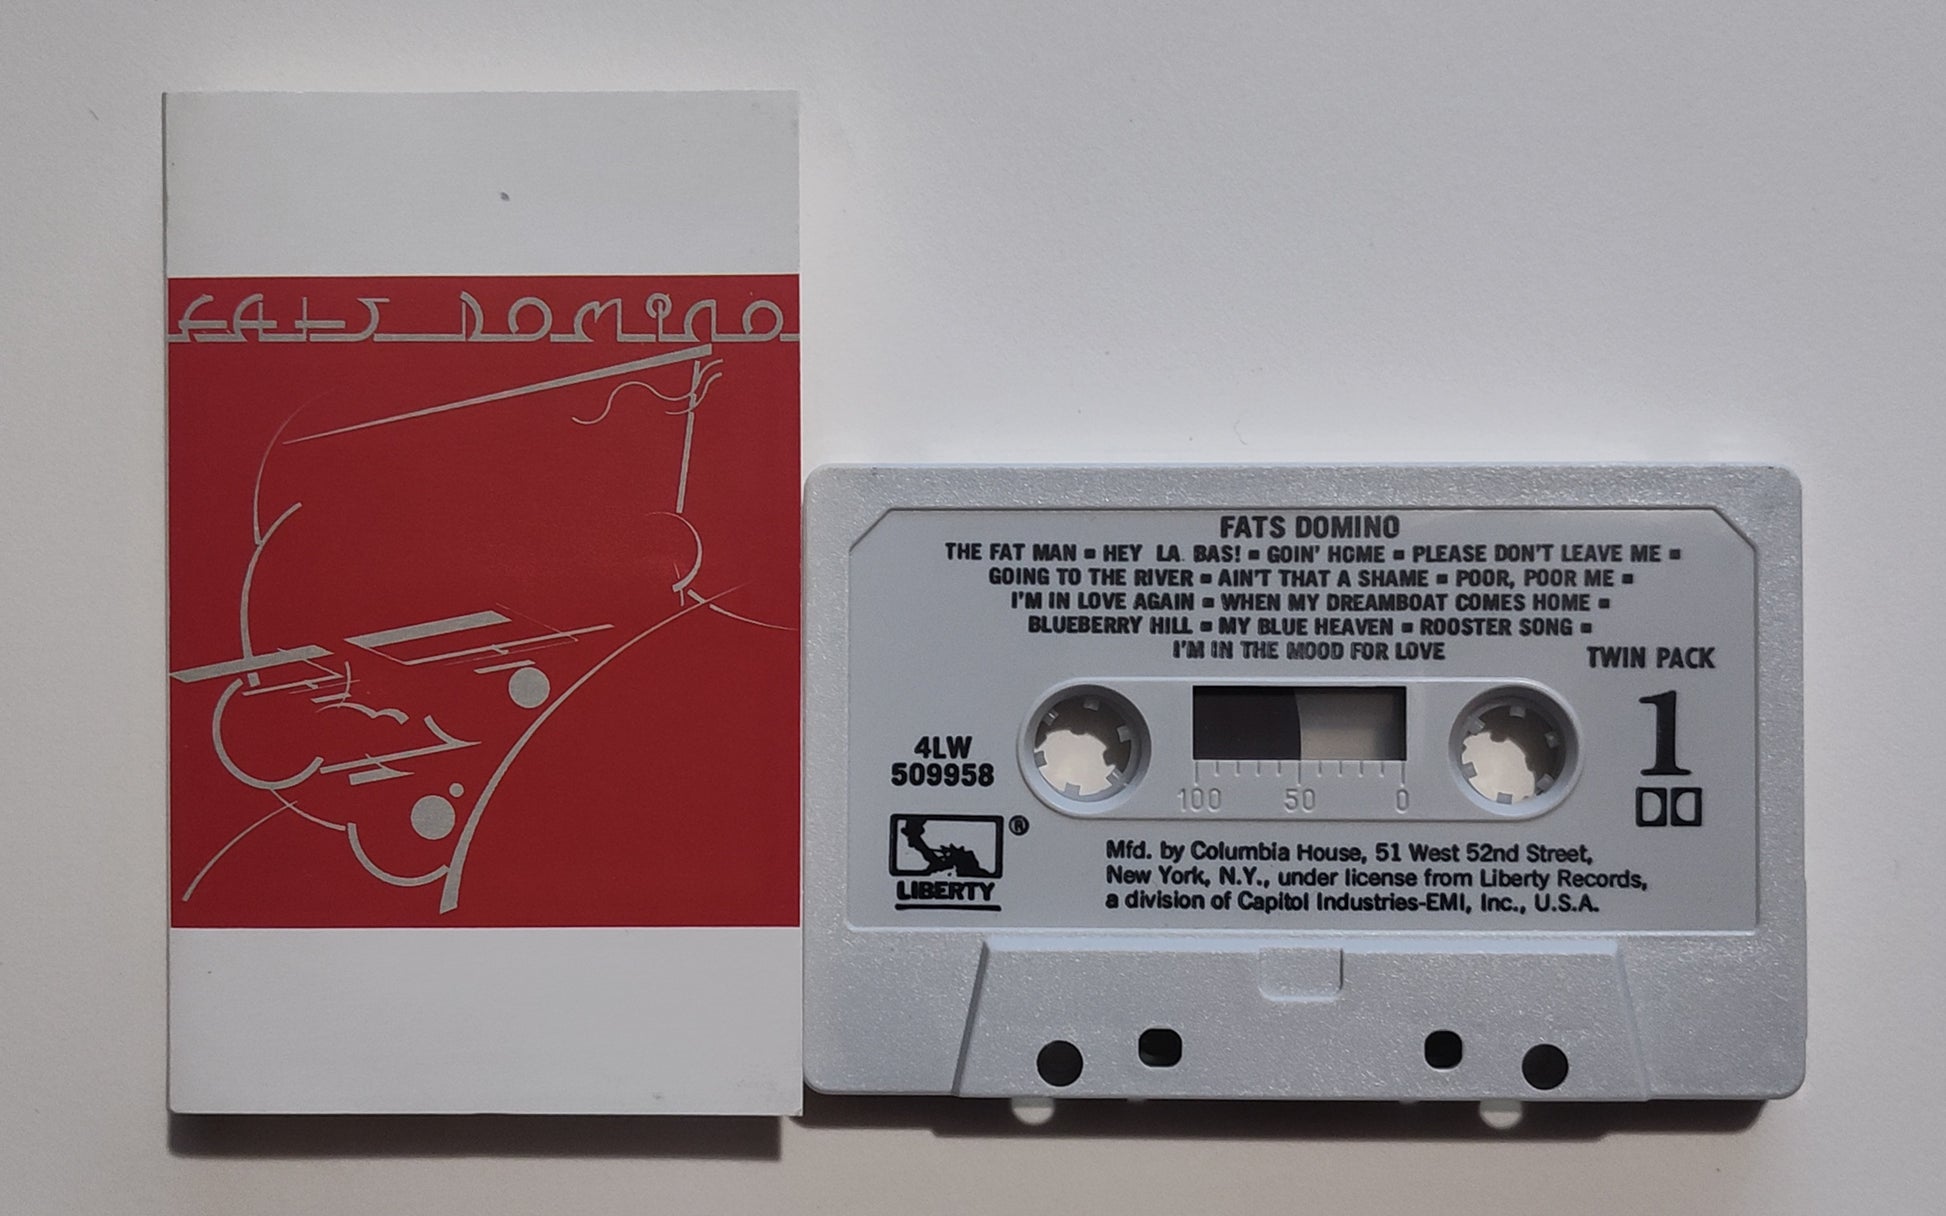 FATS DOMINO
FATS DOMINO
THE FAT MAN ▪ HEY LA BAS! ▪ GOIN' HOME ▪ PLEASE DON'T LEAVE ME ▪
GOING TO THE RIVER ▪ AIN'T THAT A SHAME ▪ POOR, POOR ME ▪
I'M IN LOVE AGAIN ▪ WHEN MY DREAMBOAT COMES HOME ▪
BLUEBERRY HILL ▪ MY BLUE HEAVEN ▪ ROOSTER SONG ▪
I'M IN THE MOOD FOR LOVE
TWIN PACK
1
4LW
509958
100 50 0
LIBERTY ®
Mfd. by Columbia House, 51 West 52nd Street,
New York, N.Y., under license from Liberty Records,
a division of Capitol Industries-EMI, Inc., U.S.A.